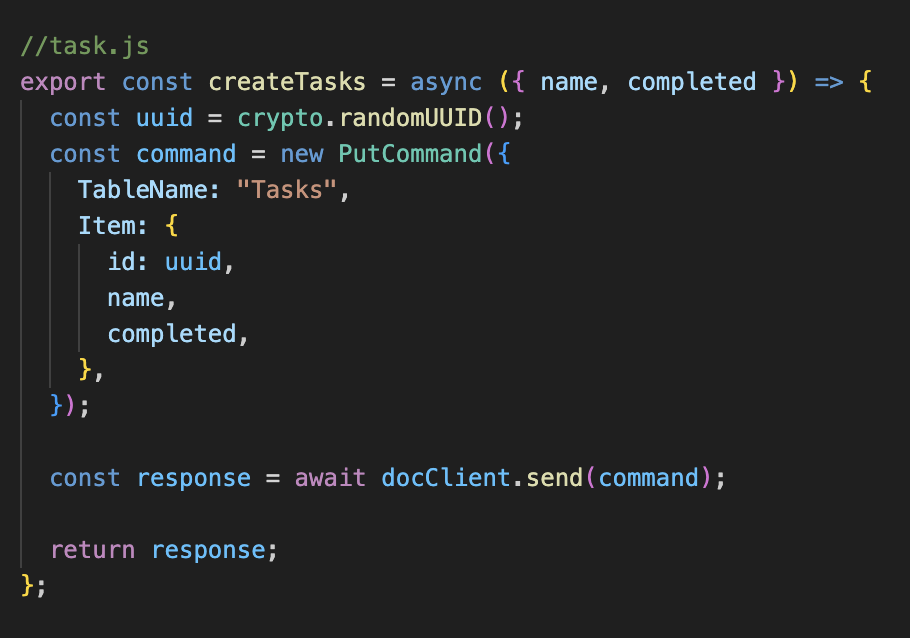 //task.js
export const createTasks = async ({ name, completed }) => {
  const uuid = crypto.randomUUID();
  const command = new PutCommand({
    TableName: "Tasks",
    Item: {
      id: uuid,
      name,
      completed,
    },
  });

  const response = await docClient.send(command);

  return response;
};